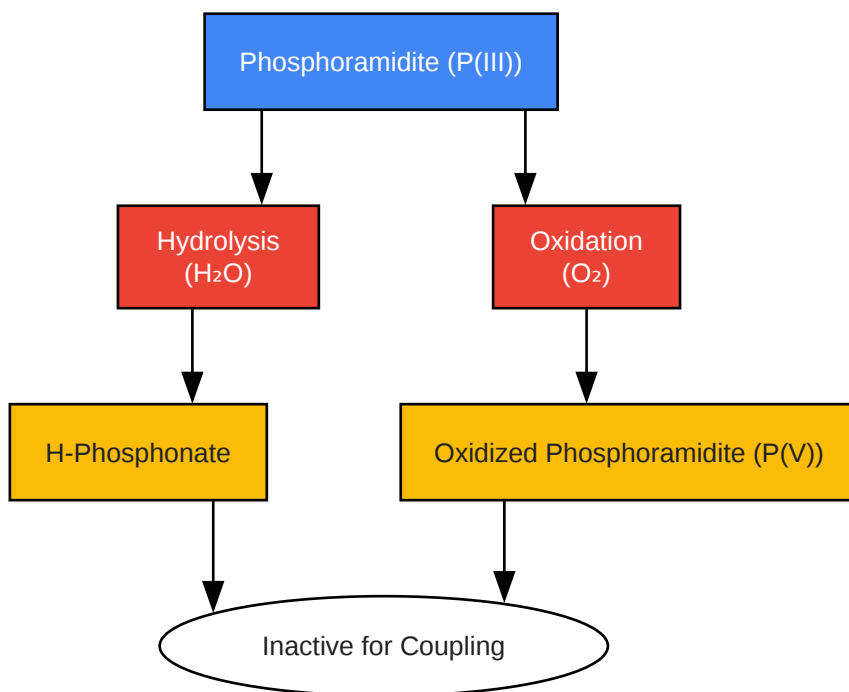 Phosphoramidite (P(III))
Hydrolysis
(H₂O)
Oxidation
(O₂)
H-Phosphonate
Oxidized Phosphoramidite (P(V))
Inactive for Coupling